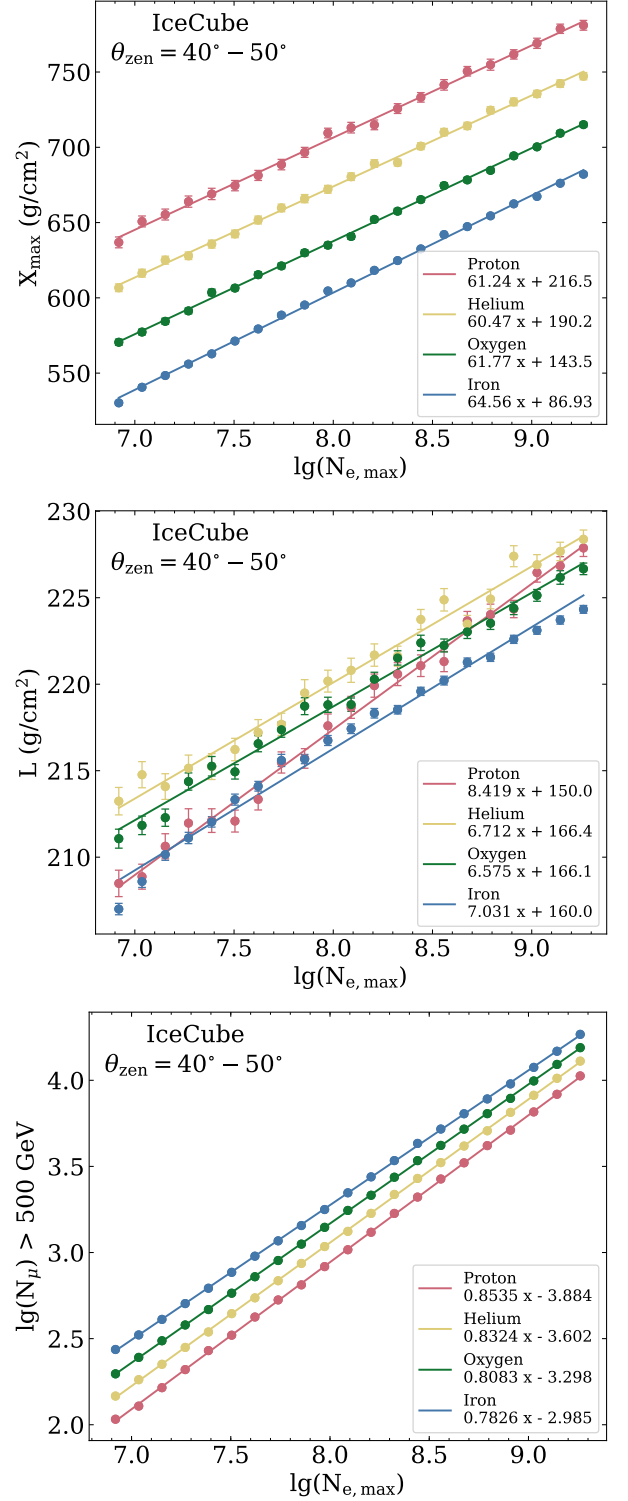 IceCube
θzen = 40° − 50°
750
700
650
600
550
Xmax (g/cm²)
Proton
61.24 x + 216.5
Helium
60.47 x + 190.2
Oxygen
61.77 x + 143.5
Iron
64.56 x + 86.93
7.0 7.5 8.0 8.5 9.0
lg(Ne, max)
IceCube
θzen = 40° − 50°
230
225
220
215
210
L (g/cm²)
Proton
8.419 x + 150.0
Helium
6.712 x + 166.4
Oxygen
6.575 x + 166.1
Iron
7.031 x + 160.0
7.0 7.5 8.0 8.5 9.0
lg(Ne, max)
IceCube
θzen = 40° − 50°
4.0
3.5
3.0
2.5
2.0
lg(Nμ) > 500 GeV
Proton
0.8535 x - 3.884
Helium
0.8324 x - 3.602
Oxygen
0.8083 x - 3.298
Iron
0.7826 x - 2.985
7.0 7.5 8.0 8.5 9.0
lg(Ne, max)